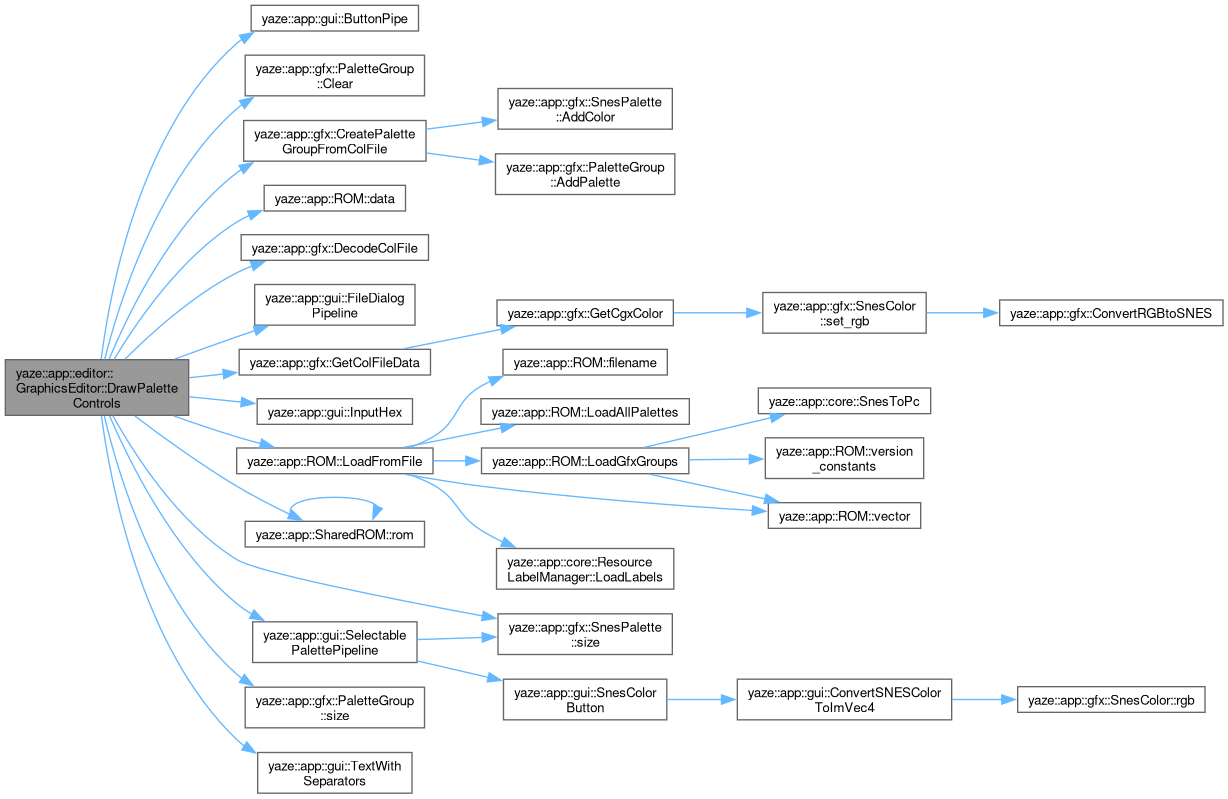 yaze::app::gui::ButtonPipe
yaze::app::gfx::PaletteGroup
::Clear
yaze::app::gfx::SnesPalette
::AddColor
yaze::app::gfx::CreatePalette
GroupFromColFile
yaze::app::gfx::PaletteGroup
::AddPalette
yaze::app::ROM::data
yaze::app::gfx::DecodeColFile
yaze::app::gui::FileDialog
Pipeline
yaze::app::gfx::GetCgxColor
yaze::app::gfx::SnesColor
::set_rgb
yaze::app::gfx::ConvertRGBtoSNES
yaze::app::gfx::GetColFileData
yaze::app::ROM::filename
yaze::app::editor::
GraphicsEditor::DrawPalette
Controls
yaze::app::gui::InputHex
yaze::app::ROM::LoadAllPalettes
yaze::app::core::SnesToPc
yaze::app::ROM::LoadFromFile
yaze::app::ROM::LoadGfxGroups
yaze::app::ROM::version
_constants
yaze::app::ROM::vector
yaze::app::SharedROM::rom
yaze::app::core::Resource
LabelManager::LoadLabels
yaze::app::gui::Selectable
PalettePipeline
yaze::app::gfx::SnesPalette
::size
yaze::app::gfx::PaletteGroup
::size
yaze::app::gui::SnesColor
Button
yaze::app::gui::ConvertSNESColor
ToImVec4
yaze::app::gfx::SnesColor::rgb
yaze::app::gui::TextWith
Separators